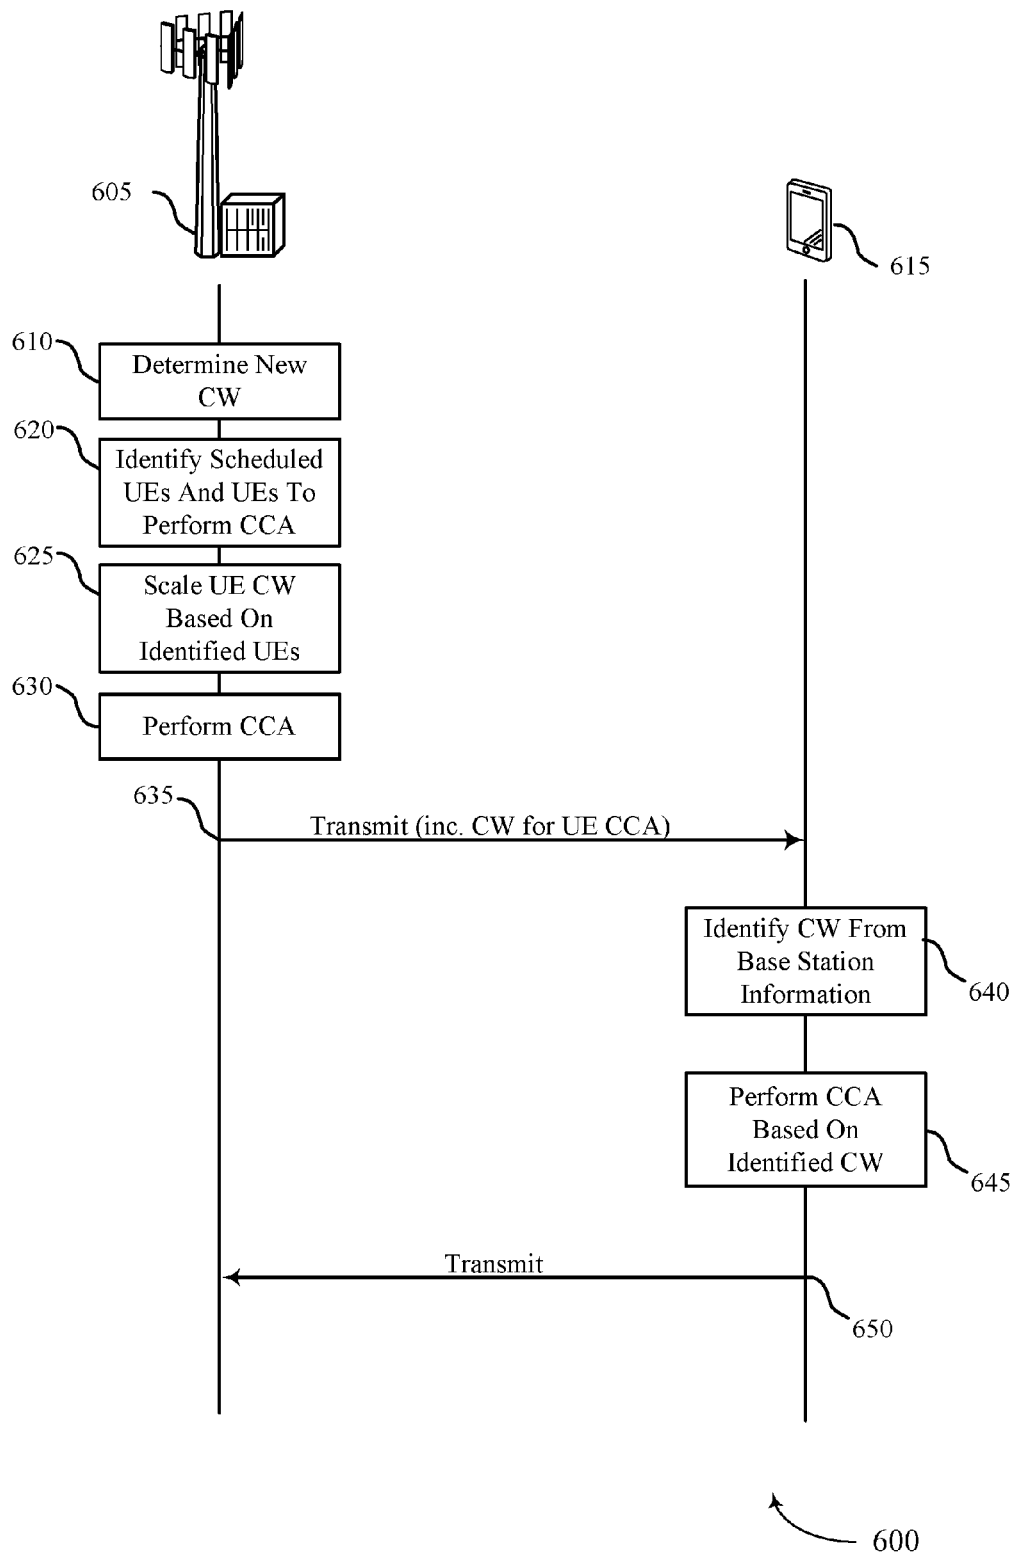 605
615
610
Determine New
CW
620
Identify Scheduled
UEs And UEs To
Perform CCA
625
Scale UE CW
Based On
Identified UEs
630
Perform CCA
635
Transmit (inc. CW for UE CCA)
Identify CW From
Base Station
Information
640
Perform CCA
Based On
Identified CW
645
Transmit
650
600